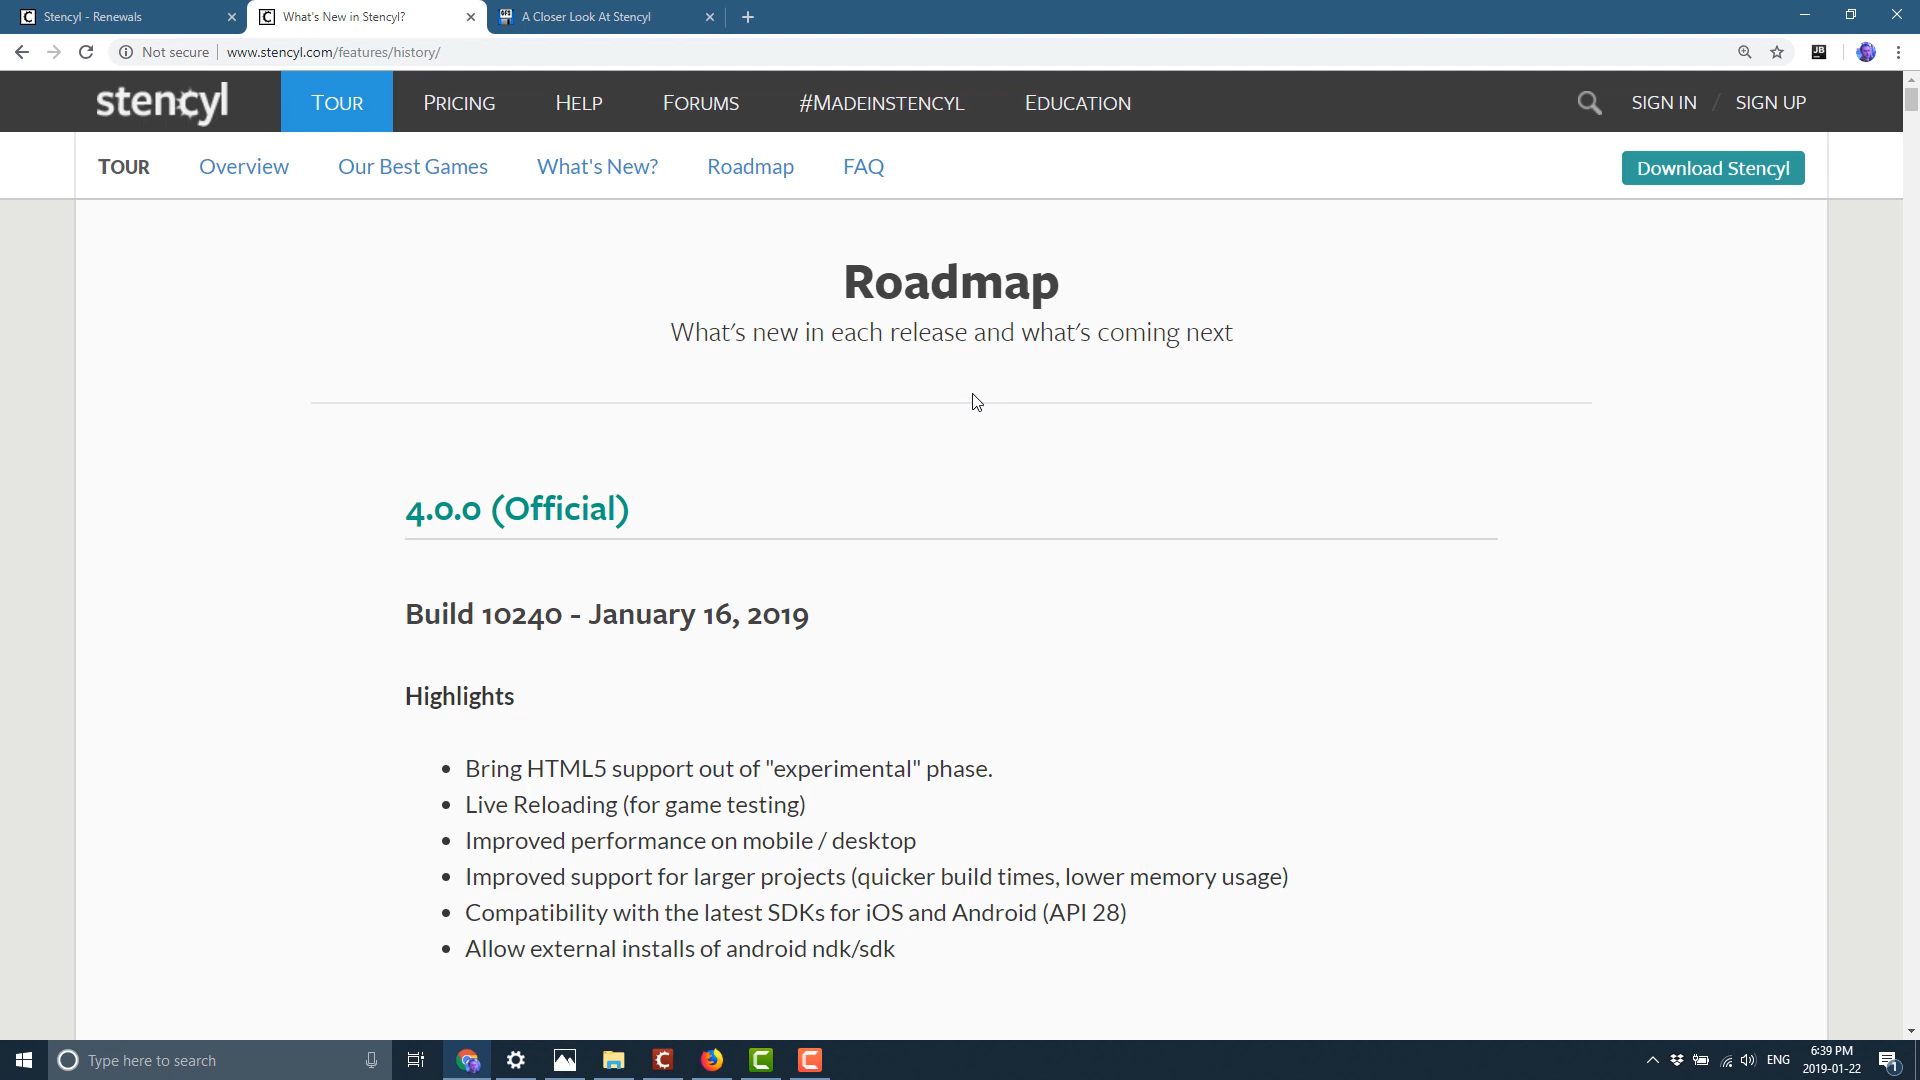 Stencyl - Renewals
What's New in Stencyl?
A Closer Look At Stencyl
Not secure
www.stencyl.com/features/history/
JB
stencyl
TOUR
PRICING
HELP
FORUMS
#MADEINSTENCYL
EDUCATION
SIGN IN / SIGN UP
TOUR
Overview
Our Best Games
What's New?
Roadmap
FAQ
Download Stencyl
Roadmap
What's new in each release and what's coming next
4.0.0 (Official)
Build 10240 - January 16, 2019
Highlights
• Bring HTML5 support out of "experimental" phase.
• Live Reloading (for game testing)
• Improved performance on mobile / desktop
• Improved support for larger projects (quicker build times, lower memory usage)
• Compatibility with the latest SDKs for iOS and Android (API 28)
• Allow external installs of android ndk/sdk
Type here to search
ENG
6:39 PM
2019-01-22
1